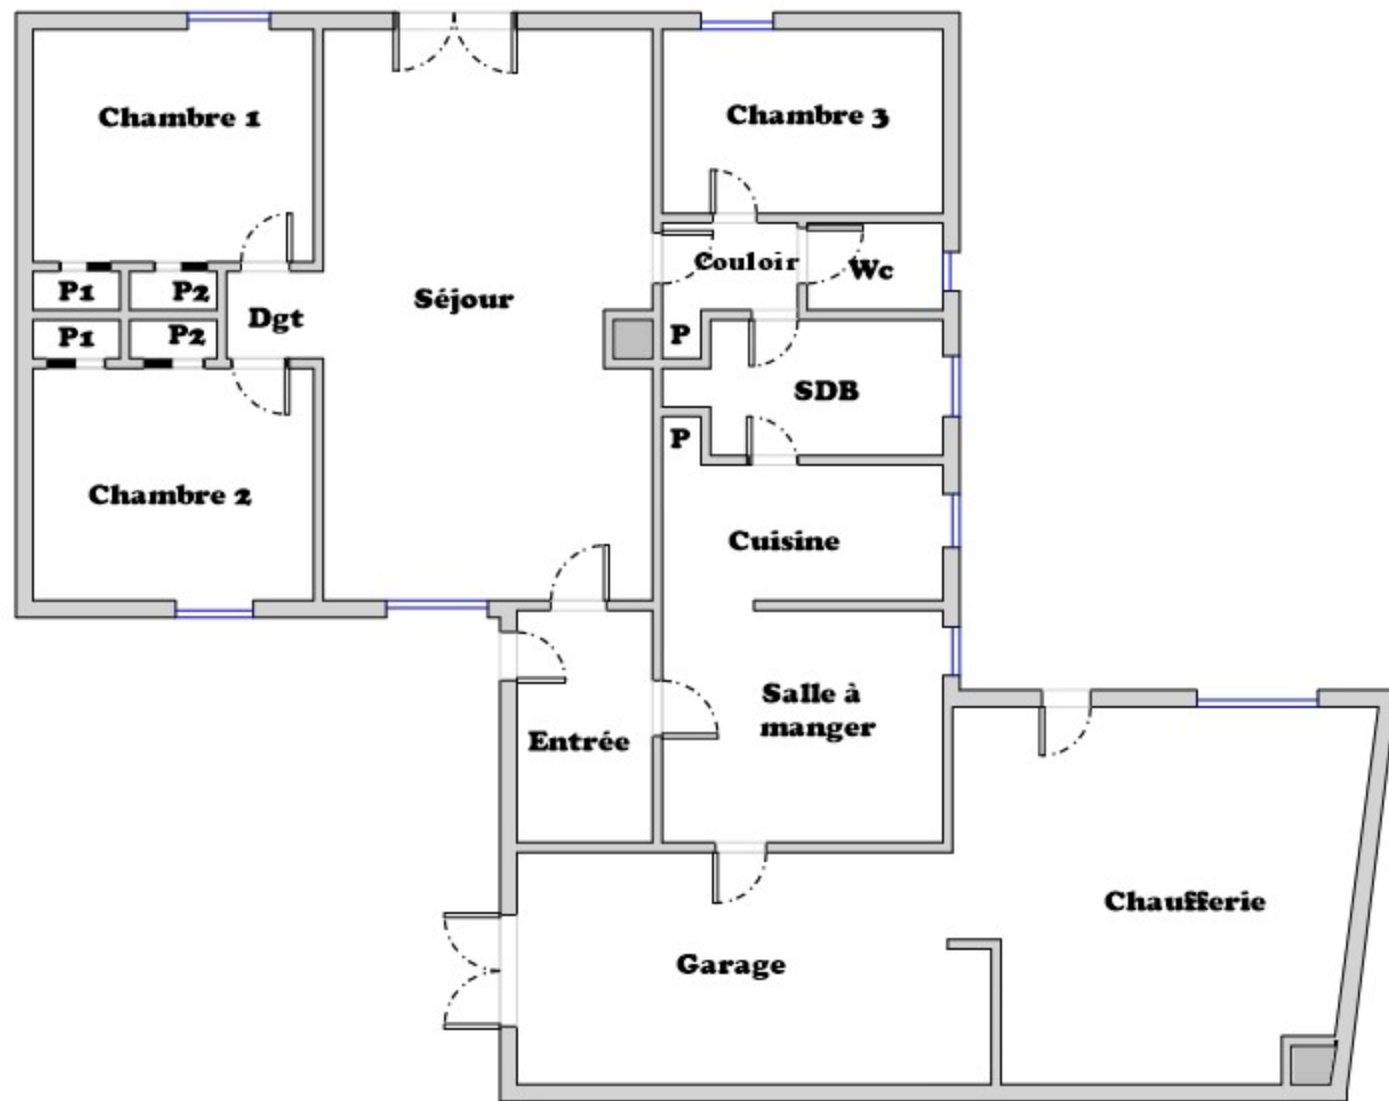 Chambre 1
Chambre 3
Couloir
Wc
P1
P2
Séjour
Dgt
P1
P2
P
SDB
P
Chambre 2
Cuisine
Salle à
manger
Entrée
Chaufferie
Garage